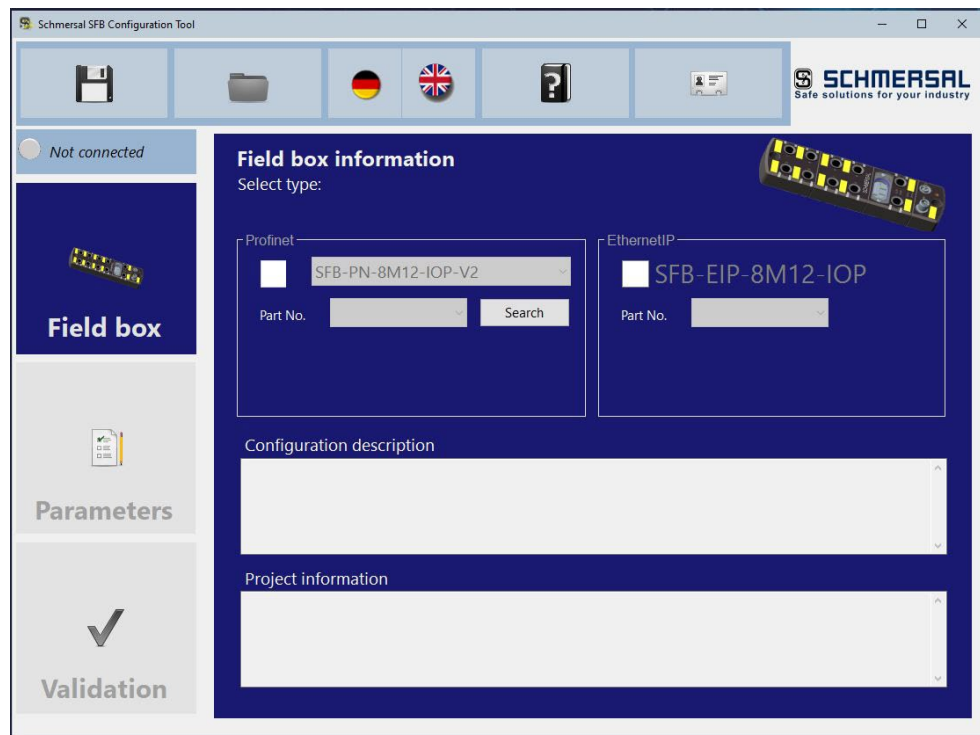 Schmersal SFB Configuration Tool
SCHMERSAL
Safe solutions for your industry
Not connected
Field box information
Select type:
Profinet
EthernetIP
SFB-PN-8M12-IOP-V2
SFB-EIP-8M12-IOP
Part No.
Search
Part No.
Field box
Configuration description
Parameters
Project information
Validation